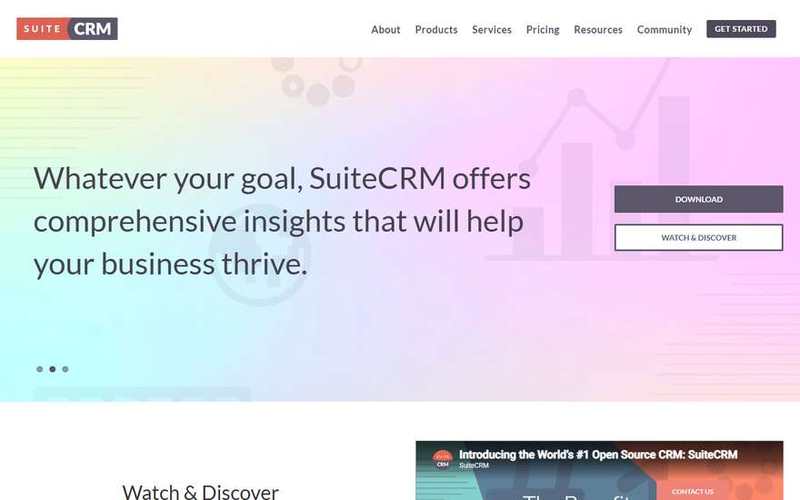 SUITE CRM
About Products Services Pricing Resources Community GET STARTED
Whatever your goal, SuiteCRM offers
comprehensive insights that will help
your business thrive.
DOWNLOAD
WATCH & DISCOVER
Watch & Discover
Introducing the World's #1 Open Source CRM: SuiteCRM
SuiteCRM
CONTACT US